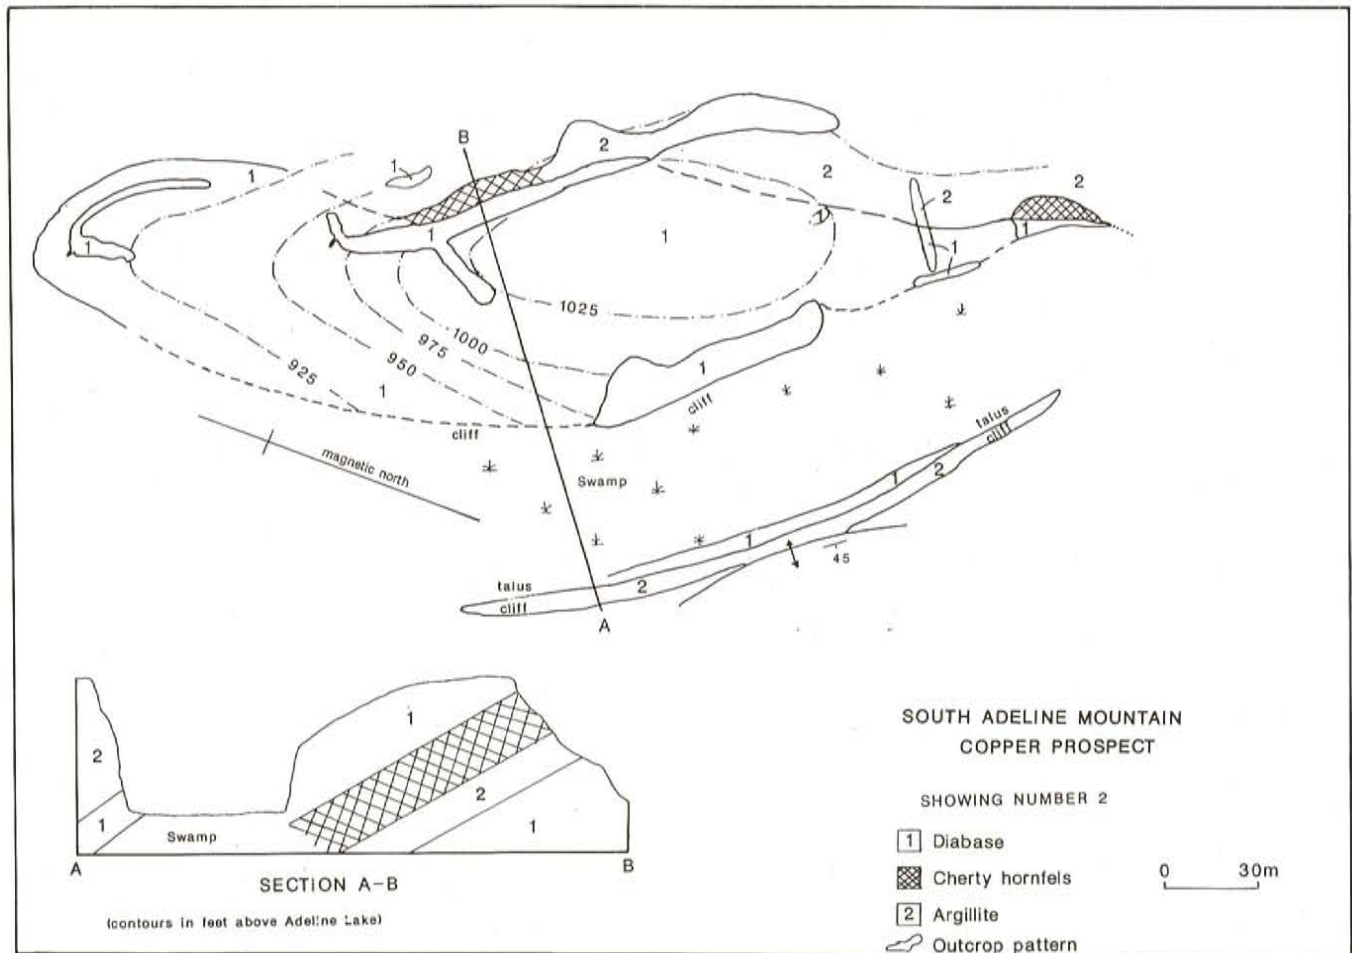 B
2
1
1
2
2
2
1
1
1
1
1
1
1025
1000
975
950
925
1
1
cliff
cliff
magnetic north
Swamp
talus
cliff
1
2
1
45
talus
2
cliff
A
1
2
1
2
1
Swamp
A
B
SECTION A-B
(contours in feet above Adeline Lake)
SOUTH ADELINE MOUNTAIN
COPPER PROSPECT
SHOWING NUMBER 2
1 Diabase
Cherty hornfels
2 Argillite
Outcrop pattern
0 30m